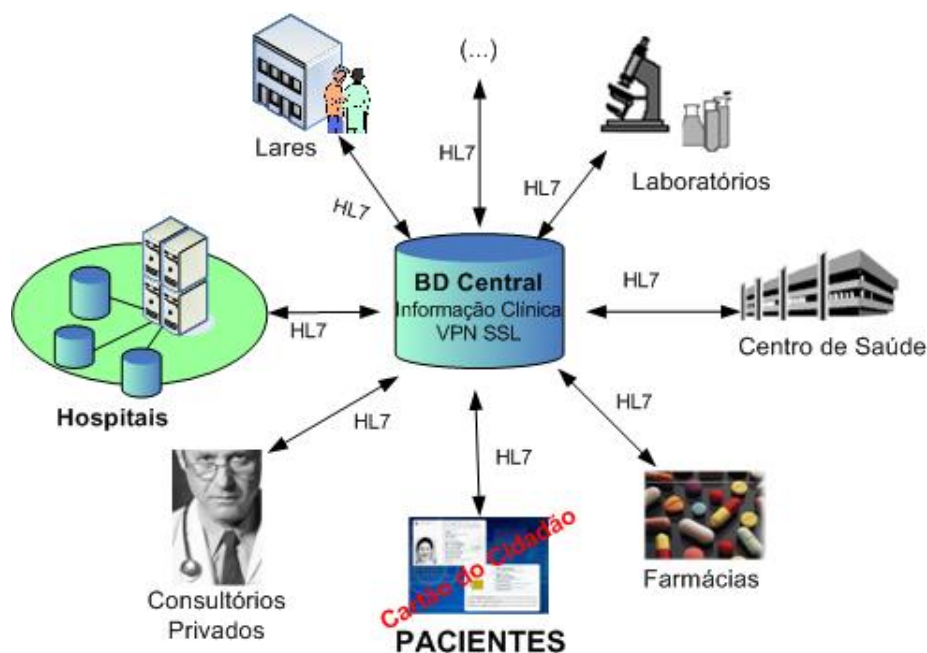 (...)
Lares
HL7
HL7
HL7
Laboratórios
BD Central
Informação Clínica
VPN SSL
HL7
HL7
Centro de Saúde
Hospitais
HL7
HL7
HL7
Consultórios
Privados
Cartão do Cidadão
PACIENTES
Farmácias